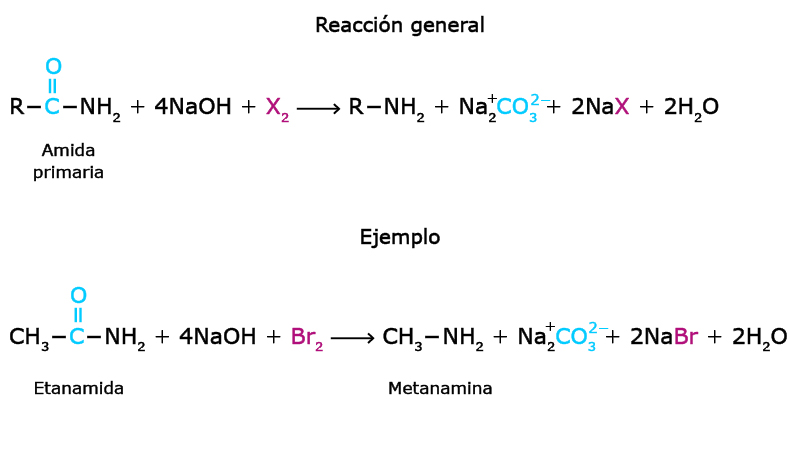 Reacción general
O
||
R–C–NH₂ + 4NaOH + X₂ ⟶ R–NH₂ + Na₂⁺CO₃²⁻ + 2NaX + 2H₂O
Amida
primaria
Ejemplo
O
||
CH₃–C–NH₂ + 4NaOH + Br₂ ⟶ CH₃–NH₂ + Na₂⁺CO₃²⁻ + 2NaBr + 2H₂O
Etanamida Metanamina